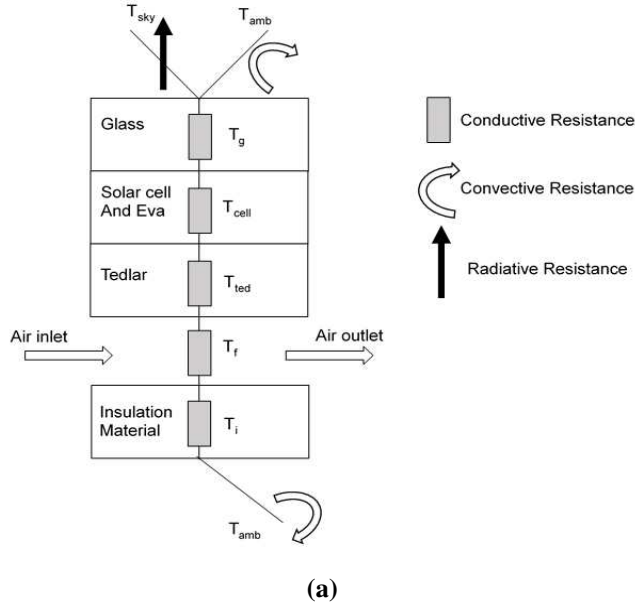 T_sky
T_amb
Glass
T_g
Conductive Resistance
Solar cell
And Eva
T_cell
Convective Resistance
Tedlar
T_ted
Radiative Resistance
Air inlet
T_f
Air outlet
Insulation
Material
T_i
T_amb
(a)